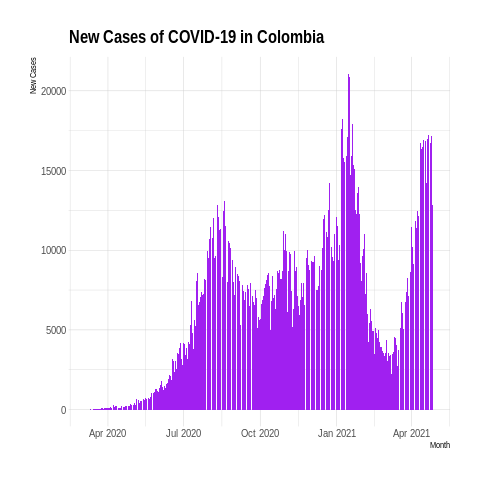 New Cases of COVID-19 in Colombia
New Cases
20000
15000
10000
5000
0
Apr 2020 Jul 2020 Oct 2020 Jan 2021 Apr 2021
Month